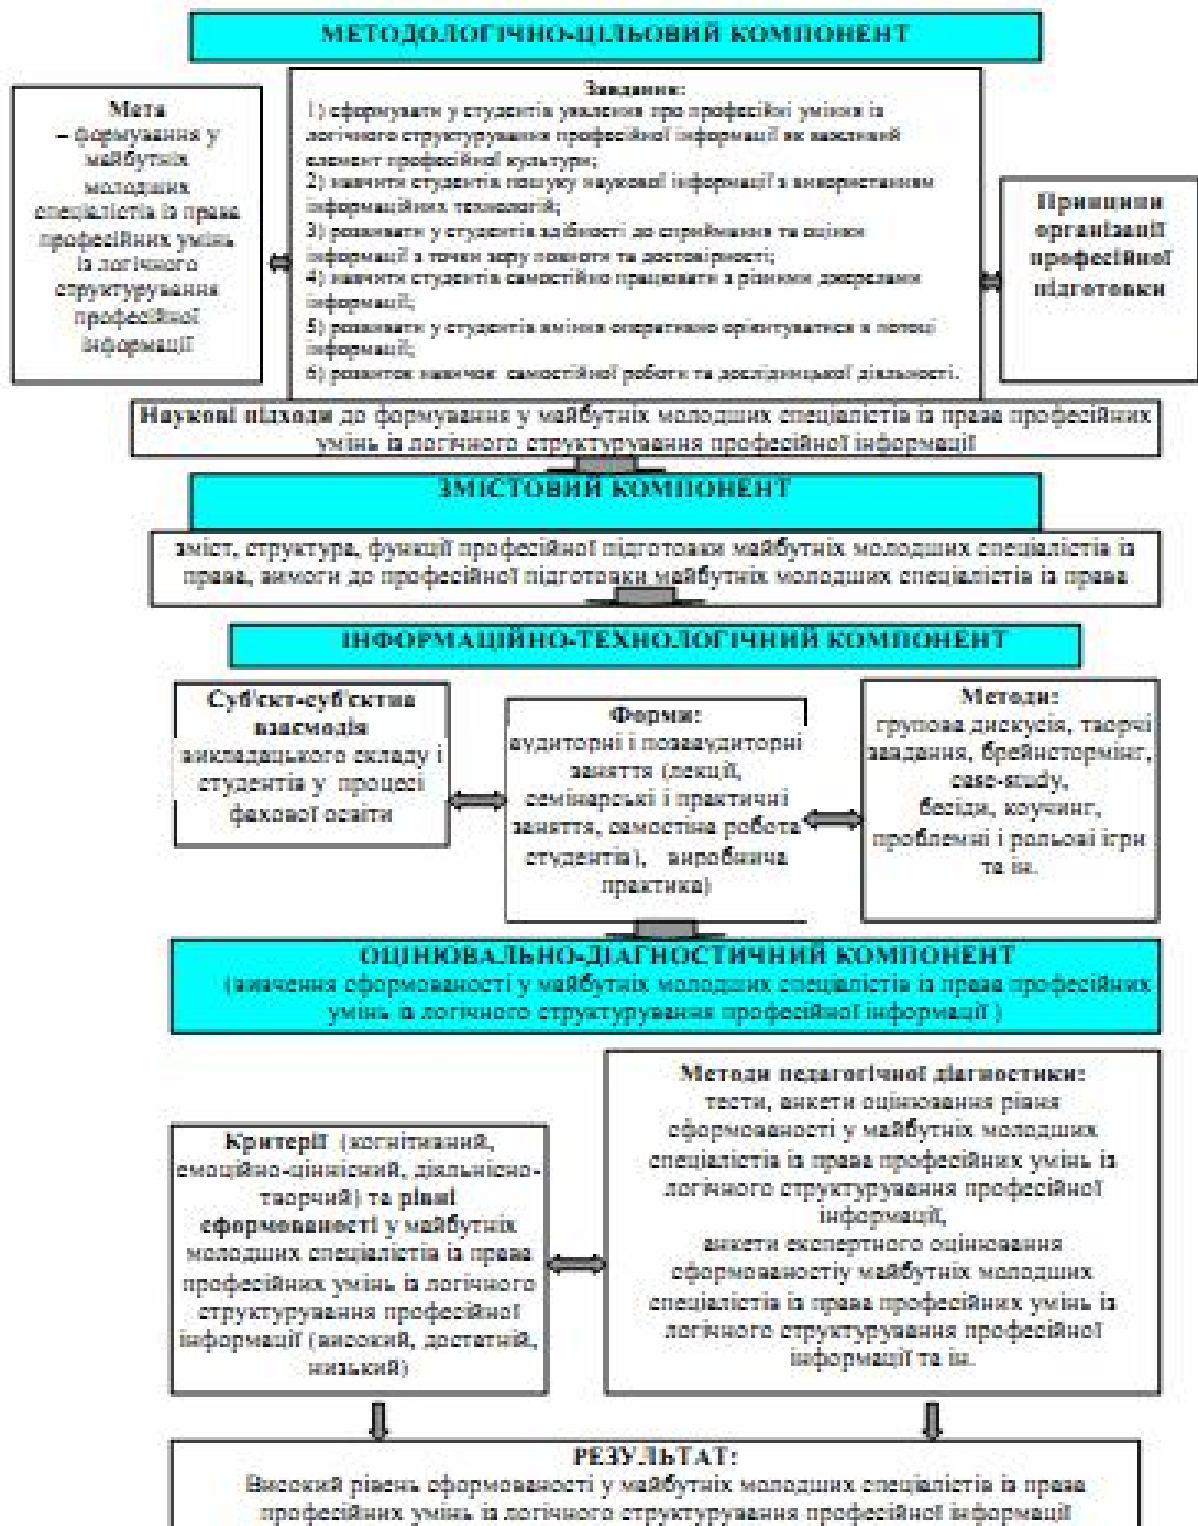 МЕТОДОЛОГІЧНО-ЦІЛЬОВИЙ КОМПОНЕНТ
Мета
– формування у
майбутніх
молодших
спеціалістів із права
професійних умінь
із логічного
структурування
професійної
інформації
Завдання:
1) сформувати у студентів уявлення про професійні уміння із
логічного структурування професійної інформації як важливий
елемент професійної культури;
2) навчити студентів пошуку наукової інформації з використанням
інформаційних технологій;
3) розвивати у студентів здібності до сприймання та оцінки
інформації з точки зору повноти та достовірності;
4) навчити студентів самостійно працювати з різними джерелами
інформації;
5) розвивати у студентів вміння оперативно орієнтуватися в потоці
інформації;
6) розвиток навичок самостійної роботи та дослідницької діяльності.
Принципи
організації
професійної
підготовки
Наукові підходи до формування у майбутніх молодших спеціалістів із права професійних
умінь із логічного структурування професійної інформації
ЗМІСТОВИЙ КОМПОНЕНТ
зміст, структура, функції професійної підготовки майбутніх молодших спеціалістів із
права, вимоги до професійної підготовки майбутніх молодших спеціалістів із права
ІНФОРМАЦІЙНО-ТЕХНОЛОГІЧНИЙ КОМПОНЕНТ
Суб'єкт-суб'єктна
взаємодія
викладацького складу і
студентів у процесі
фахової освіти
Форми:
аудиторні і позааудиторні
заняття (лекції,
семінарські і практичні
заняття, самостіна робота
студентів), виробнича
практика)
Методи:
групова дискусія, творчі
завдання, брейнстормінг,
case-study,
бесіди, коучинг,
проблемні і рольові ігри
та ін.
ОЦІНЮВАЛЬНО-ДІАГНОСТИЧНИЙ КОМПОНЕНТ
(вивчення сформованості у майбутніх молодших спеціалістів із права професійних
умінь із логічного структурування професійної інформації )
Критерії (когнітивний,
емоційно-ціннісний, діяльнісно-
творчий) та рівні
сформованості у майбутніх
молодших спеціалістів із права
професійних умінь із логічного
структурування професійної
інформації (високий, достатній,
низький)
Методи педагогічної діагностики:
тести, анкети оцінювання рівня
сформованості у майбутніх молодших
спеціалістів із права професійних умінь із
логічного структурування професійної
інформації,
анкети експертного оцінювання
сформованостіу майбутніх молодших
спеціалістів із права професійних умінь із
логічного структурування професійної
інформації та ін.
РЕЗУЛЬТАТ:
Високий рівень сформованості у майбутніх молодших спеціалістів із права
професійних умінь із логічного структурування професійної інформації